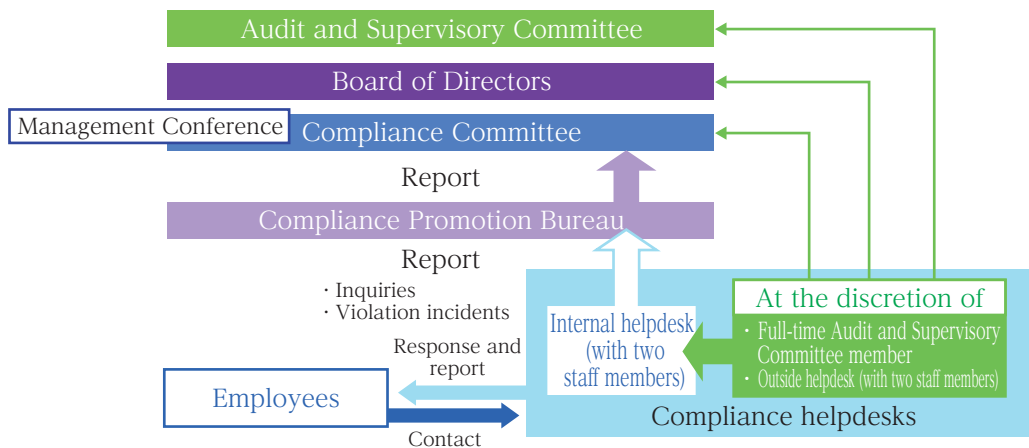 Audit and Supervisory Committee
Board of Directors
Management Conference
Compliance Committee
Report
Compliance Promotion Bureau
Report
· Inquiries
· Violation incidents
Response and
report
Employees
Contact
Internal helpdesk
(with two
staff members)
At the discretion of
· Full-time Audit and Supervisory
Committee member
· Outside helpdesk (with two staff members)
Compliance helpdesks